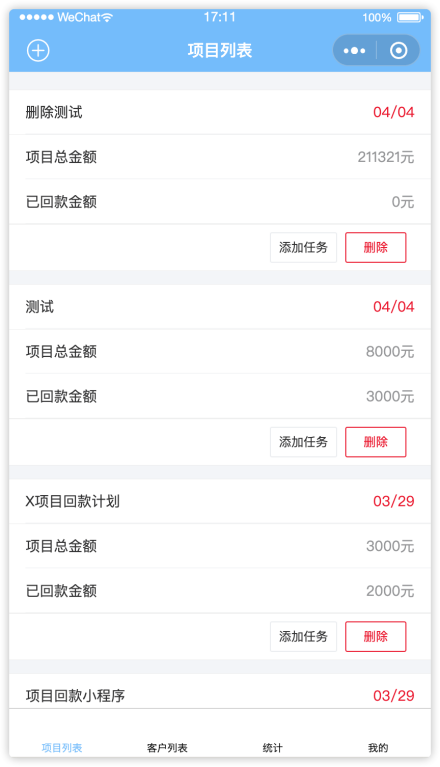 WeChat 17:11 100%
项目列表
删除测试 04/04
项目总金额 211321元
已回款金额 0元
添加任务 删除
测试 04/04
项目总金额 8000元
已回款金额 3000元
添加任务 删除
X项目回款计划 03/29
项目总金额 3000元
已回款金额 2000元
添加任务 删除
项目回款小程序 03/29
项目列表 客户列表 统计 我的